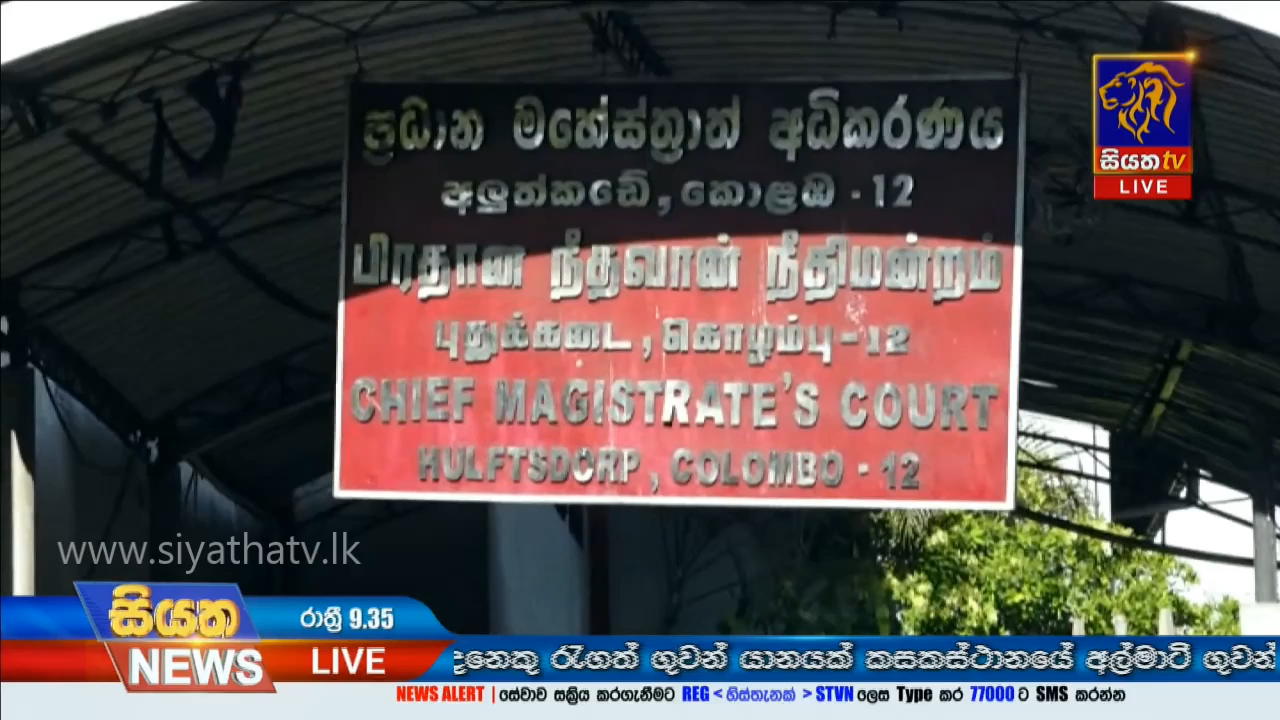 ප්‍රධාන මහේස්ත්‍රාත් අධිකරණය
අලුත්කඩේ, කොළඹ - 12
பிரதான நீதவான் நீதிமன்றம்
புதுக்கடை, கொழும்பு - 12
CHIEF MAGISTRATE'S COURT
HULFTSDORP, COLOMBO - 12
සියත tv
LIVE
www.siyathatv.lk
සියත
NEWS
රාත්‍රී 9.35
LIVE
දෙනෙකු රැගත් ගුවන් යානයක් කසකස්ථානයේ අල්මාටි ගුවන්
NEWS ALERT | සේවාව සක්‍රිය කරගැනීමට REG < හිස්තැනක් > STVN ලෙස Type කර 77000 ට SMS කරන්න